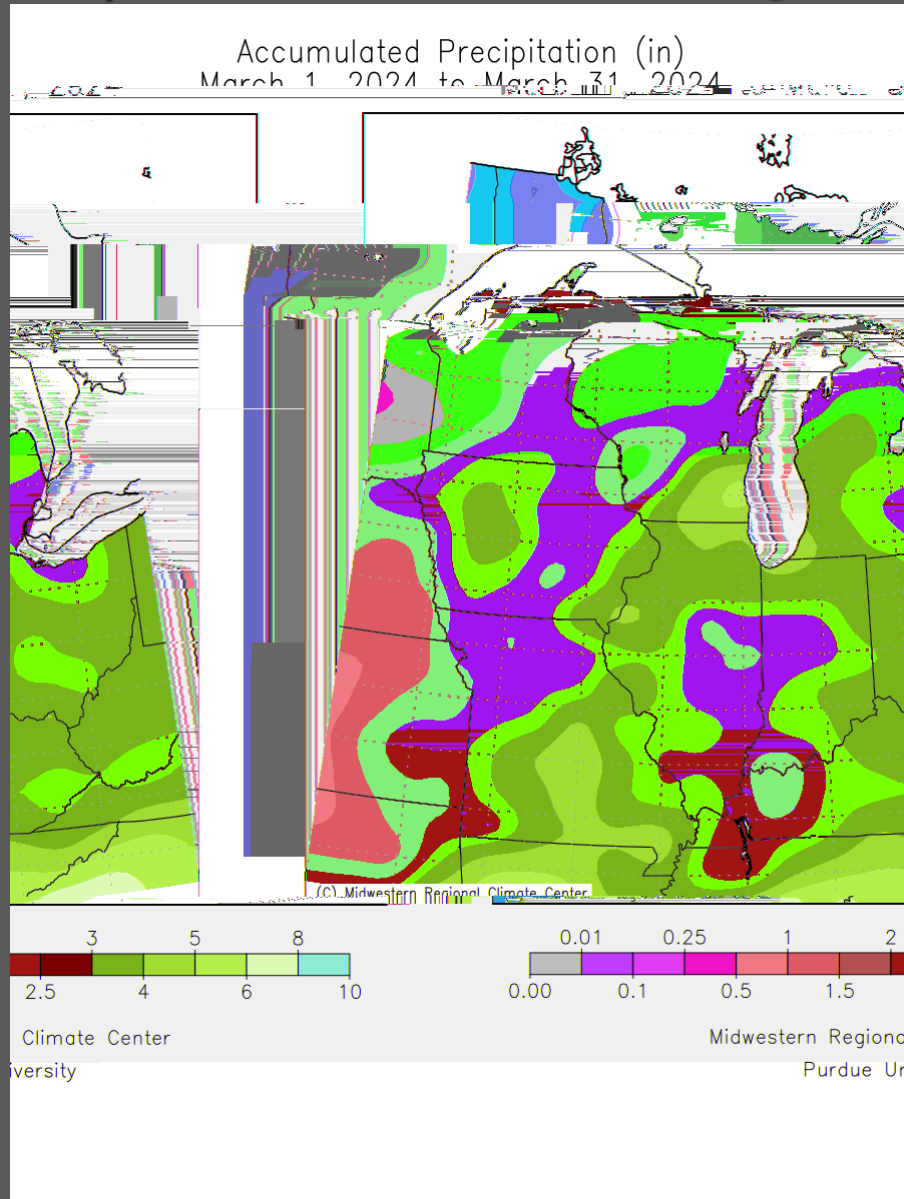 Accumulated Precipitation (in)
March 1, 2024 to March 31, 2024
(C) Midwestern Regional Climate Center
3 5 8
2.5 4 6 10
0.01 0.25 1 2
0.00 0.1 0.5 1.5
Climate Center
Midwestern Regiona
iversity
Purdue Un